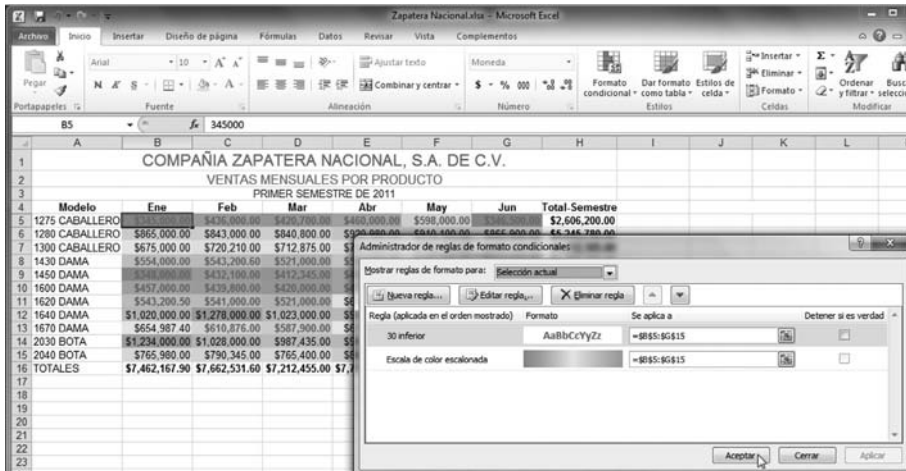 Zapatera Nacional.xlsx - Microsoft Excel
Archivo Inicio Insertar Diseño de página Fórmulas Datos Revisar Vista Complementos
Arial 10 Ajustar texto Moneda Insertar
Pegar N K S Combinar y centrar $ % 000 Formato condicional Dar formato como tabla Estilos de celda Eliminar Formato Ordenar y filtrar
Portapapeles Fuente Alineación Número Estilos Celdas Modificar
B5 fx 345000
A B C D E F G H I J K L
1 COMPAÑIA ZAPATERA NACIONAL, S.A. DE C.V.
2 VENTAS MENSUALES POR PRODUCTO
3 PRIMER SEMESTRE DE 2011
4 Modelo Ene Feb Mar Abr May Jun Total-Semestre
5 1275 CABALLERO $345,000.00 $436,000.00 $420,700.00 $460,000.00 $598,000.00 $346,500.00 $2,606,200.00
6 1280 CABALLERO $865,000.00 $843,000.00 $840,800.00
7 1300 CABALLERO $675,000.00 $720,210.00 $712,875.00
8 1430 DAMA $554,000.00 $543,200.60 $521,000.00
9 1450 DAMA $348,000.00 $432,100.00 $412,345.00
10 1600 DAMA $457,000.00 $439,800.00 $420,000.00
11 1620 DAMA $543,200.50 $541,000.00 $521,000.00
12 1640 DAMA $1,020,000.00 $1,278,000.00 $1,023,000.00
13 1670 DAMA $654,987.40 $610,876.00 $587,900.00
14 2030 BOTA $1,234,000.00 $1,028,000.00 $987,435.00
15 2040 BOTA $765,980.00 $790,345.00 $765,400.00
16 TOTALES $7,462,167.90 $7,662,531.60 $7,212,455.00
17
18
19
20
21
22
23
Administrador de reglas de formato condicionales
Mostrar reglas de formato para: Selección actual
Nueva regla... Editar regla... Eliminar regla
Regla (aplicada en el orden mostrado) Formato Se aplica a Detener si es verdad
30 inferior AaBbCcYyZz =$B$5:$G$15
Escala de color escalonada =$B$5:$G$15
Aceptar Cerrar Aplicar